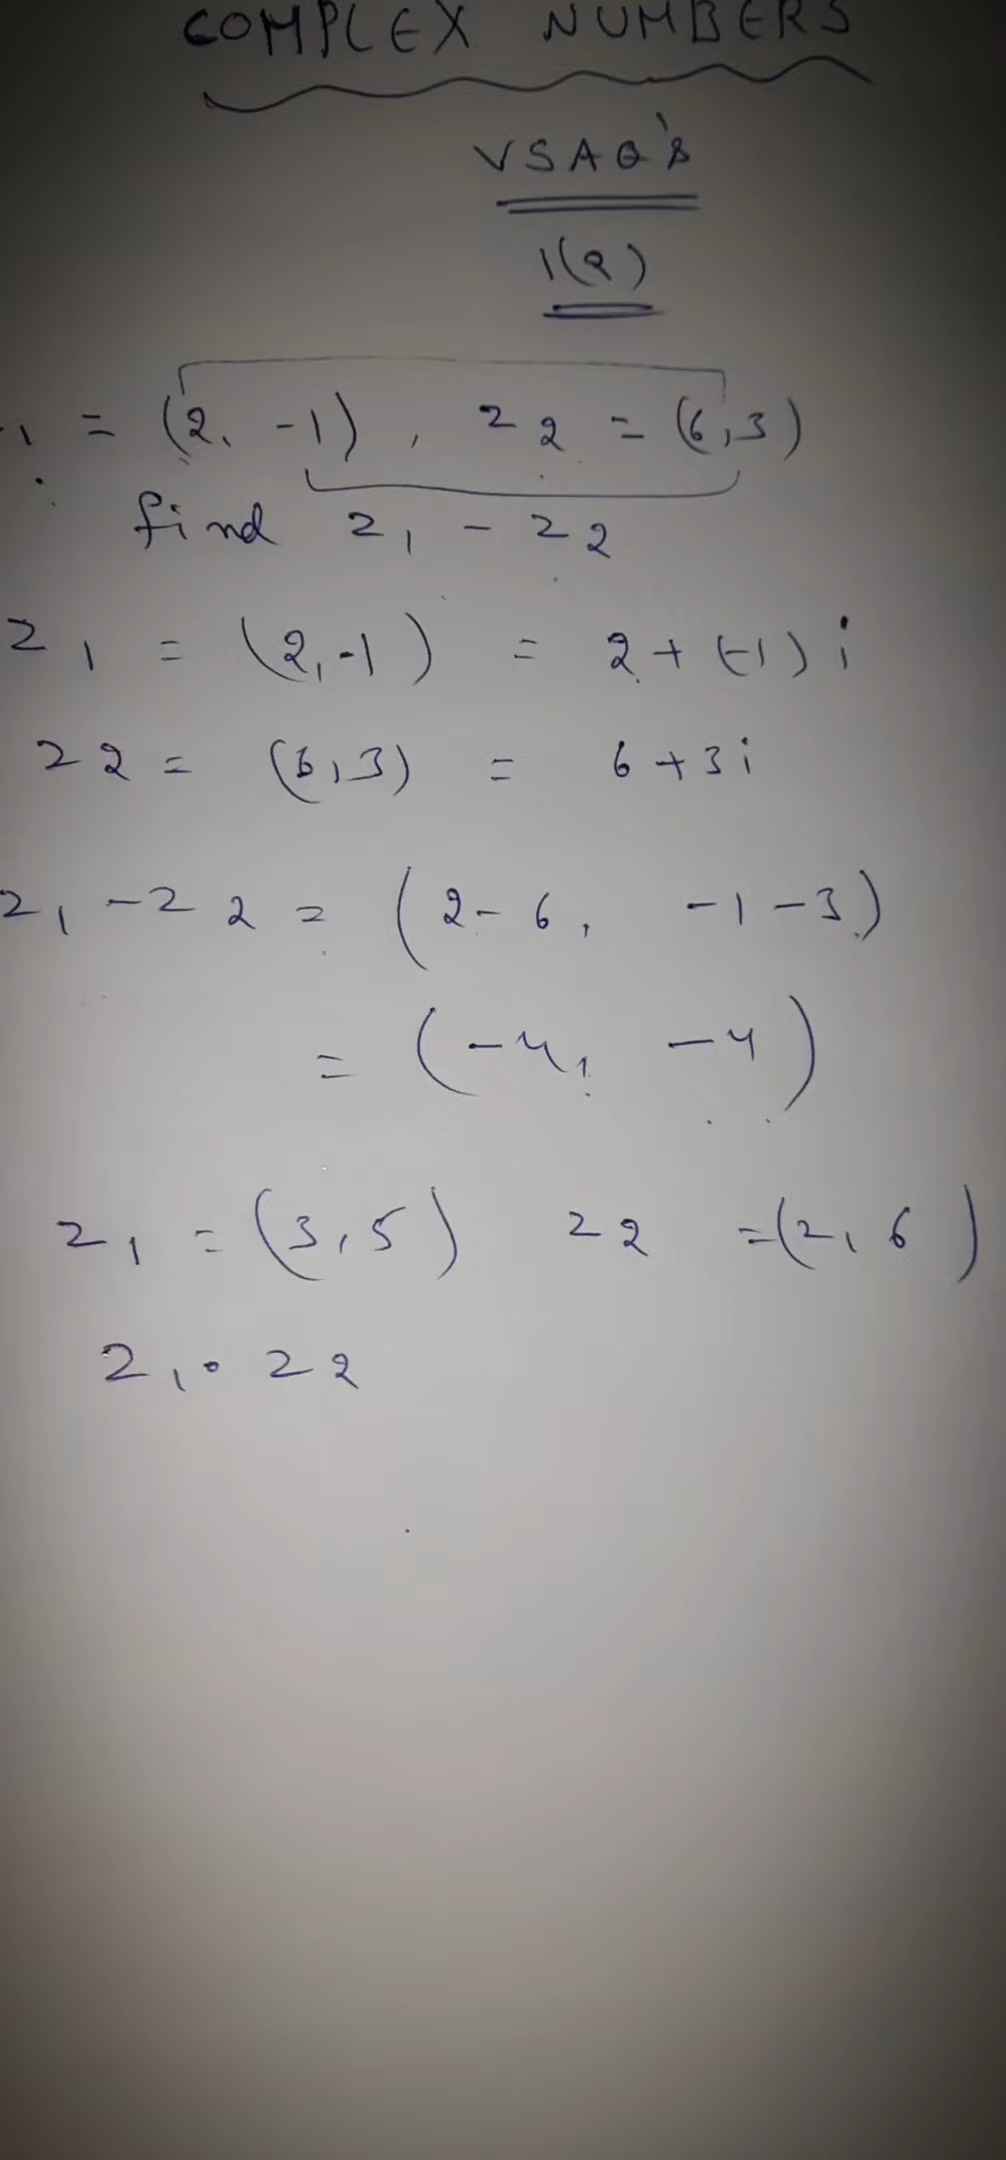 COMPLEX NUMBERS
VSAQ's
1(Q)
1 = (2, -1), z2 = (6,3)
find z1 - z2
z1 = (2,-1) = 2+(-1)i
z2 = (6,3) = 6+3i
z1 - z2 = (2-6, -1-3)
= (-4, -4)
z1 = (3,5) z2 = (2,6)
z1 . z2